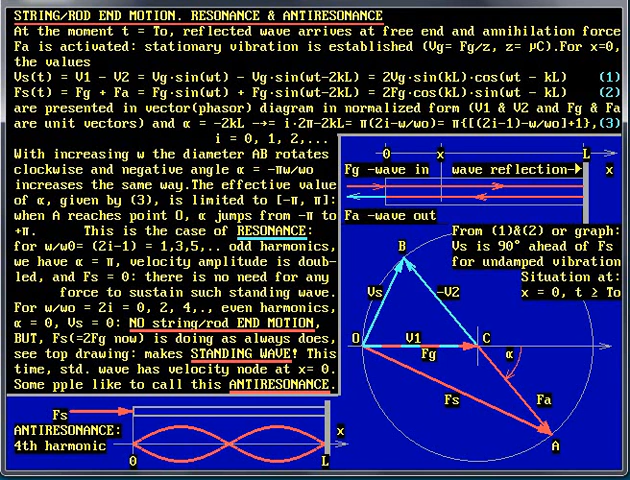 STRING/ROD END MOTION. RESONANCE & ANTIRESONANCE
At the moment t = To, reflected wave arrives at free end and annihilation force
Fa is activated: stationary vibration is established (Vg= Fg/z, z= µC).For x=0,
the values
Vs(t) = V1 - V2 = Vg·sin(wt) - Vg·sin(wt-2kL) = 2Vg·sin(kL)·cos(wt - kL) (1)
Fs(t) = Fg + Fa = Fg·sin(wt) + Fg·sin(wt-2kL) = 2Fg·cos(kL)·sin(wt - kL) (2)
are presented in vector(phasor) diagram in normalized form (V1 & V2 and Fg & Fa
are unit vectors) and α = -2kL -→= i·2π-2kL= π(2i-w/wo)= π{[(2i-1)-w/wo]+1},(3)
i = 0, 1, 2,...
With increasing w the diameter AB rotates
clockwise and negative angle α = -πw/wo
increases the same way.The effective value
of α, given by (3), is limited to [-π, π]:
when A reaches point O, α jumps from -π to
+π. This is the case of RESONANCE:
for w/w0= (2i-1) = 1,3,5,.. odd harmonics,
we have α = π, velocity amplitude is doub-
led, and Fs = 0: there is no need for any
force to sustain such standing wave.
For w/wo = 2i = 0, 2, 4,., even harmonics,
α = 0, Vs = 0: NO string/rod END MOTION,
BUT, Fs(=2Fg now) is doing as always does,
see top drawing: makes STANDING WAVE! This
time, std. wave has velocity node at x= 0.
Some pple like to call this ANTIRESONANCE.
0 x L
Fg -wave in wave reflection- x
Fa -wave out
From (1)&(2) or graph:
Vs is 90° ahead of Fs
for undamped vibration
Situation at:
x = 0, t ≥ To
B
Vs -V2
O V1 C
Fg α
Fs Fa
A
Fs
ANTIRESONANCE: x
4th harmonic
0 L